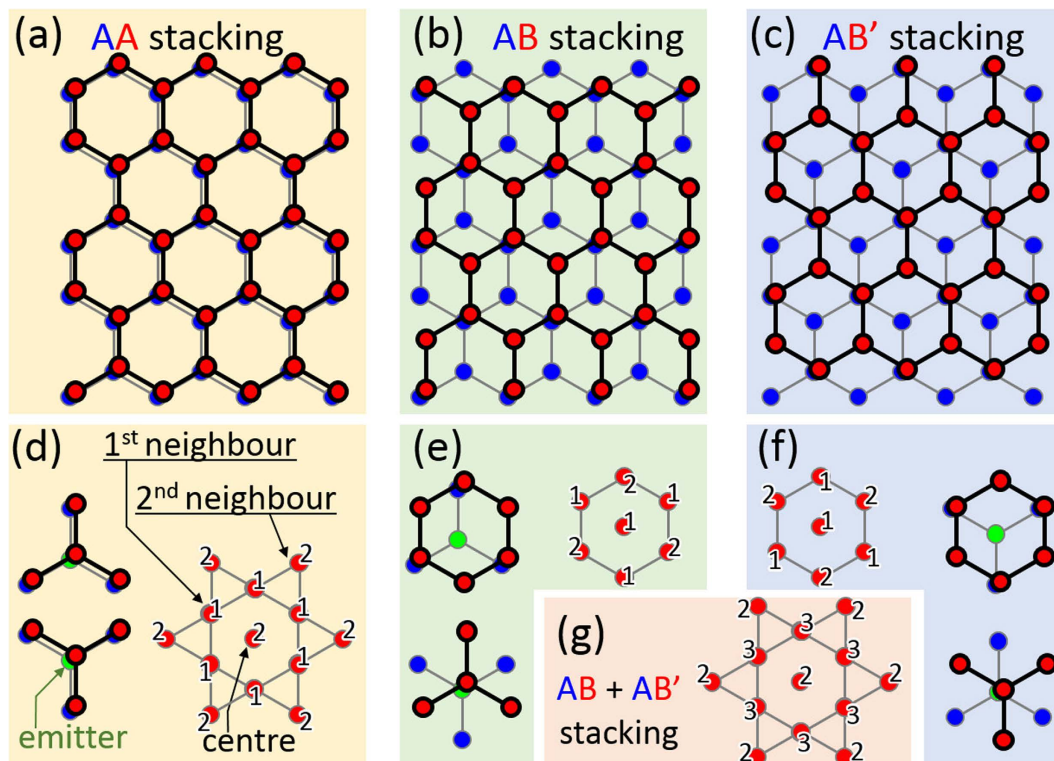 (a) AA stacking
(b) AB stacking
(c) AB’ stacking
(d)
1st neighbour
2nd neighbour
2 2
1
1 1
2 2 2
1 1
1
2 2
emitter
centre
(e)
2
1 1
1
2 2
1
(f)
1
2 2
1
1 1
2
(g)
AB + AB’
stacking
2 2
3
3 3
2 2 2
3 3
3
2 2